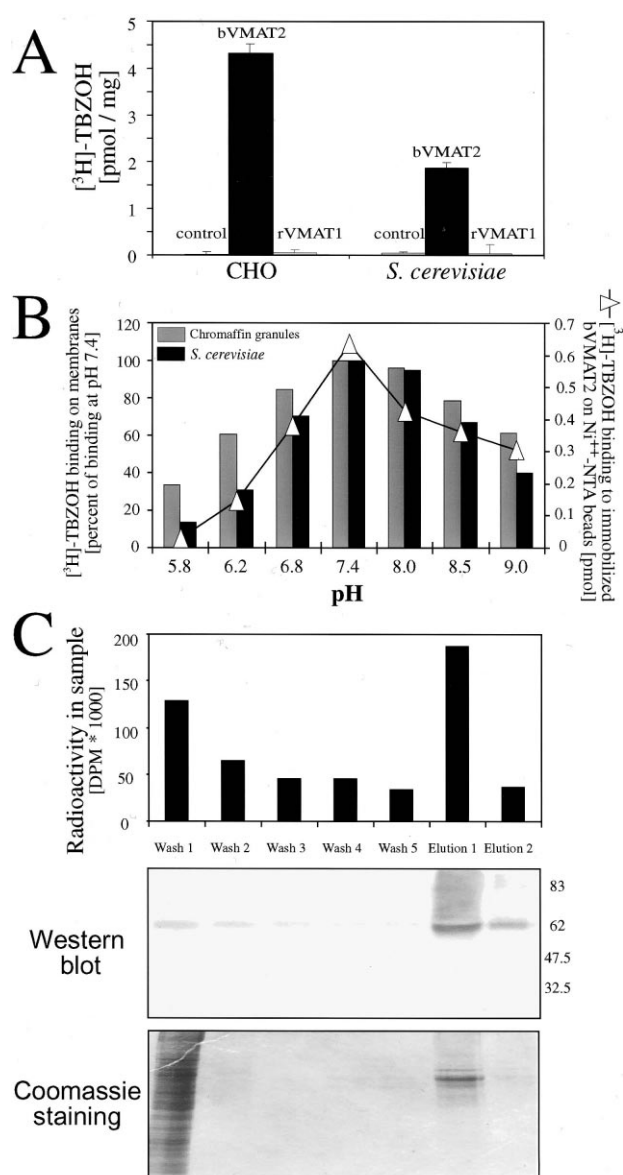 A
[³H]-TBZOH
[pmol / mg]
5
4
3
2
1
0
bVMAT2
control
rVMAT1
CHO
bVMAT2
control
rVMAT1
S. cerevisiae
B
[³H]-TBZOH binding on membranes
[percent of binding at pH 7.4]
120
100
80
60
40
20
0
Chromaffin granules
S. cerevisiae
0.7
0.6
0.5
0.4
0.3
0.2
0.1
0
[³H]-TBZOH binding to immobilized
bVMAT2 on Ni⁺⁺-NTA beads [pmol]
5.8 6.2 6.8 7.4 8.0 8.5 9.0
pH
C
Radioactivity in sample
[DPM * 1000]
200
150
100
50
0
Wash 1 Wash 2 Wash 3 Wash 4 Wash 5 Elution 1 Elution 2
Western
blot
83
62
47.5
32.5
Coomassie
staining